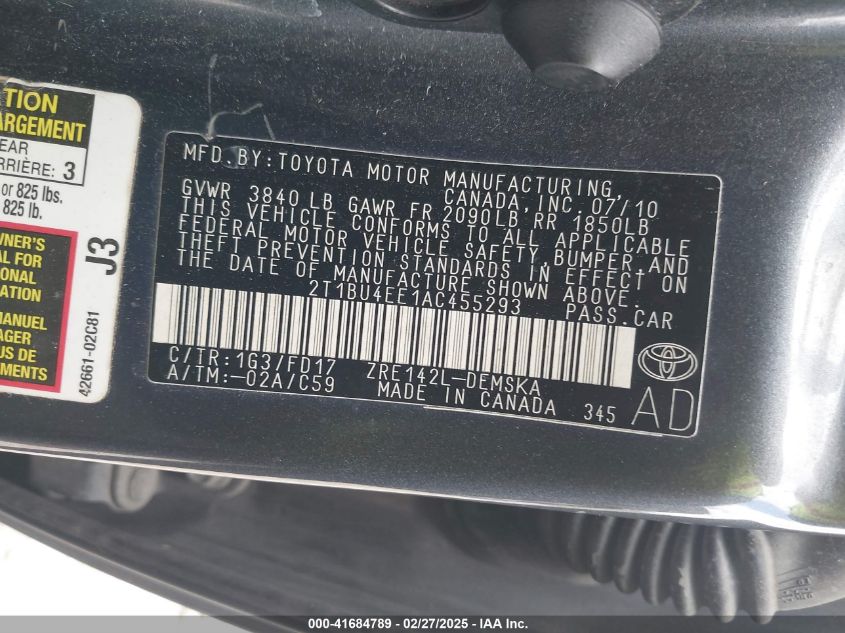 TION
ARGEMENT
EAR
RRIÈRE: 3
or 825 lbs.
825 lb.
WNER'S
AL FOR
IONAL
MATION
MANUEL
AGER
US DE
EMENTS.
J3
42661-02C81
MFD.BY:TOYOTA MOTOR MANUFACTURING,
CANADA, INC. 07/10
GVWR 3840 LB GAWR FR 2090LB RR 1850LB
THIS VEHICLE CONFORMS TO ALL APPLICABLE
FEDERAL MOTOR VEHICLE SAFETY, BUMPER, AND
THEFT PREVENTION STANDARDS IN EFFECT ON
THE DATE OF MANUFACTURE SHOWN ABOVE.
2T1BU4EE1AC455293 PASS.CAR
C/TR:1G3/FD17 ZRE142L-DEMSKA
A/TM:-02A/C59 MADE IN CANADA 345
AD
000-41684789 - 02/27/2025 - IAA Inc.